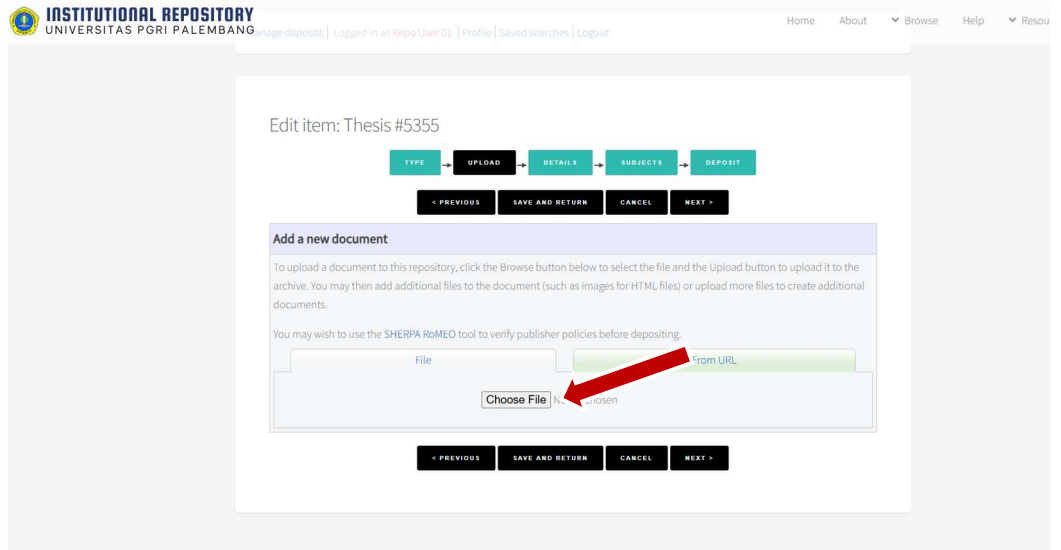 INSTITUTIONAL REPOSITORY
UNIVERSITAS PGRI PALEMBANG
Home About Browse Help Resou
anage deposits | Logged in as Repo User 01 | Profile | Saved searches | Logout
Edit item: Thesis #5355
TYPE UPLOAD DETAILS SUBJECTS DEPOSIT
< PREVIOUS SAVE AND RETURN CANCEL NEXT >
Add a new document
To upload a document to this repository, click the Browse button below to select the file and the Upload button to upload it to the
archive. You may then add additional files to the document (such as images for HTML files) or upload more files to create additional
documents.
You may wish to use the SHERPA RoMEO tool to verify publisher policies before depositing.
File From URL
Choose File
< PREVIOUS SAVE AND RETURN CANCEL NEXT >